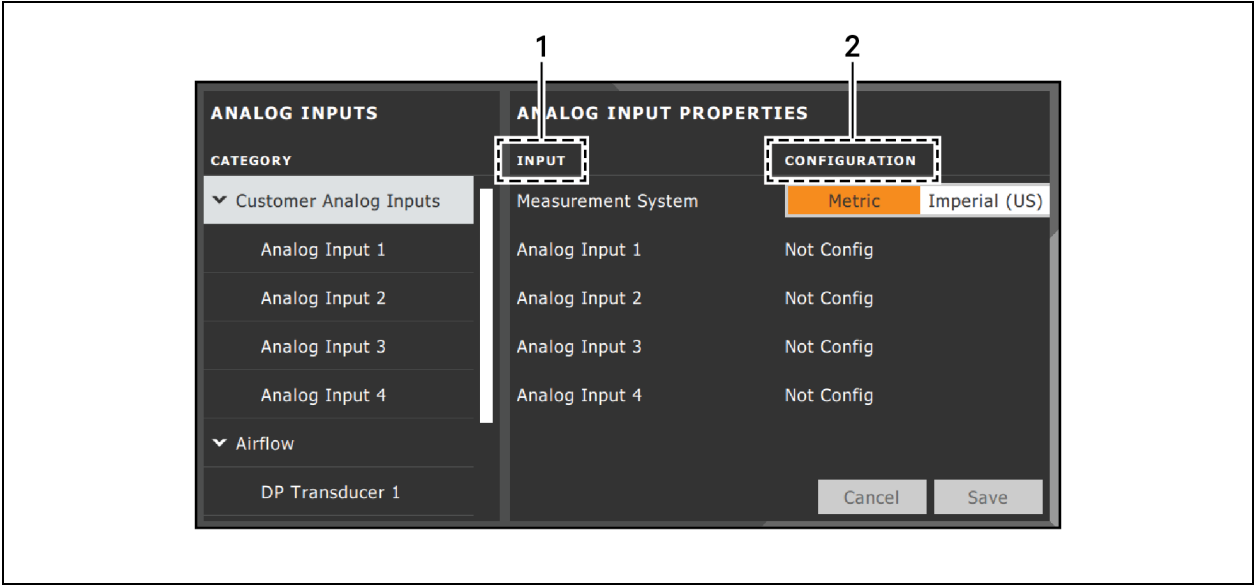 1 2
ANALOG INPUTS
CATEGORY
Customer Analog Inputs
Analog Input 1
Analog Input 2
Analog Input 3
Analog Input 4
Airflow
DP Transducer 1
ANALOG INPUT PROPERTIES
INPUT CONFIGURATION
Measurement System Metric Imperial (US)
Analog Input 1 Not Config
Analog Input 2 Not Config
Analog Input 3 Not Config
Analog Input 4 Not Config
Cancel Save